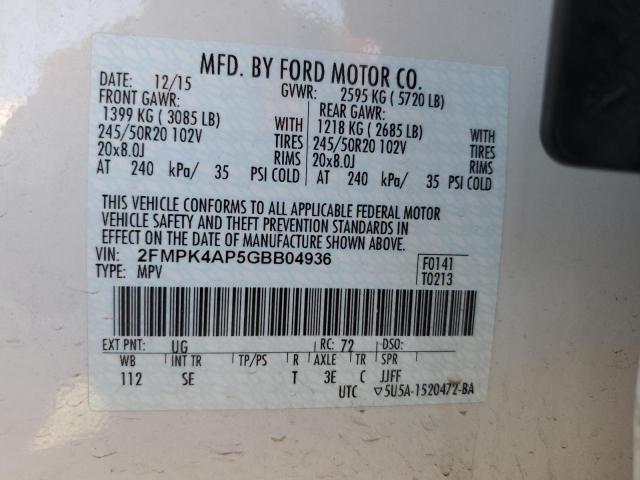 MFD. BY FORD MOTOR CO.
DATE: 12/15 GVWR: 2595 KG ( 5720 LB)
FRONT GAWR: REAR GAWR:
1399 KG ( 3085 LB) WITH 1218 KG ( 2685 LB) WITH
245/50R20 102V TIRES 245/50R20 102V TIRES
20x8.0J RIMS 20x8.0J RIMS
AT 240 kPa/ 35 PSI COLD AT 240 kPa/ 35 PSI COLD
THIS VEHICLE CONFORMS TO ALL APPLICABLE FEDERAL MOTOR
VEHICLE SAFETY AND THEFT PREVENTION STANDARDS IN
EFFECT ON THE DATE OF MANUFACTURE SHOWN ABOVE.
VIN: 2FMPK4AP5GBB04936 F0141
TYPE: MPV T0213
EXT PNT: UG RC: 72 DSO:
WB INT TR TP/PS R AXLE TR SPR
112 SE T 3E C JJFF
UTC ▽5U5A-1520472-BA